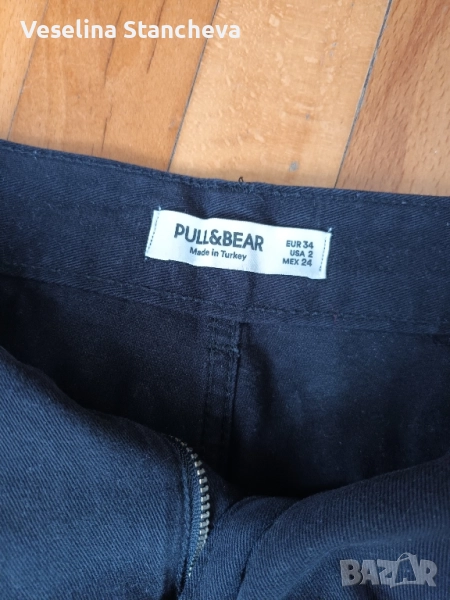 Veselina Stancheva
PULL&BEAR
Made in Turkey
EUR 34
USA 2
MEX 24
BAZAR